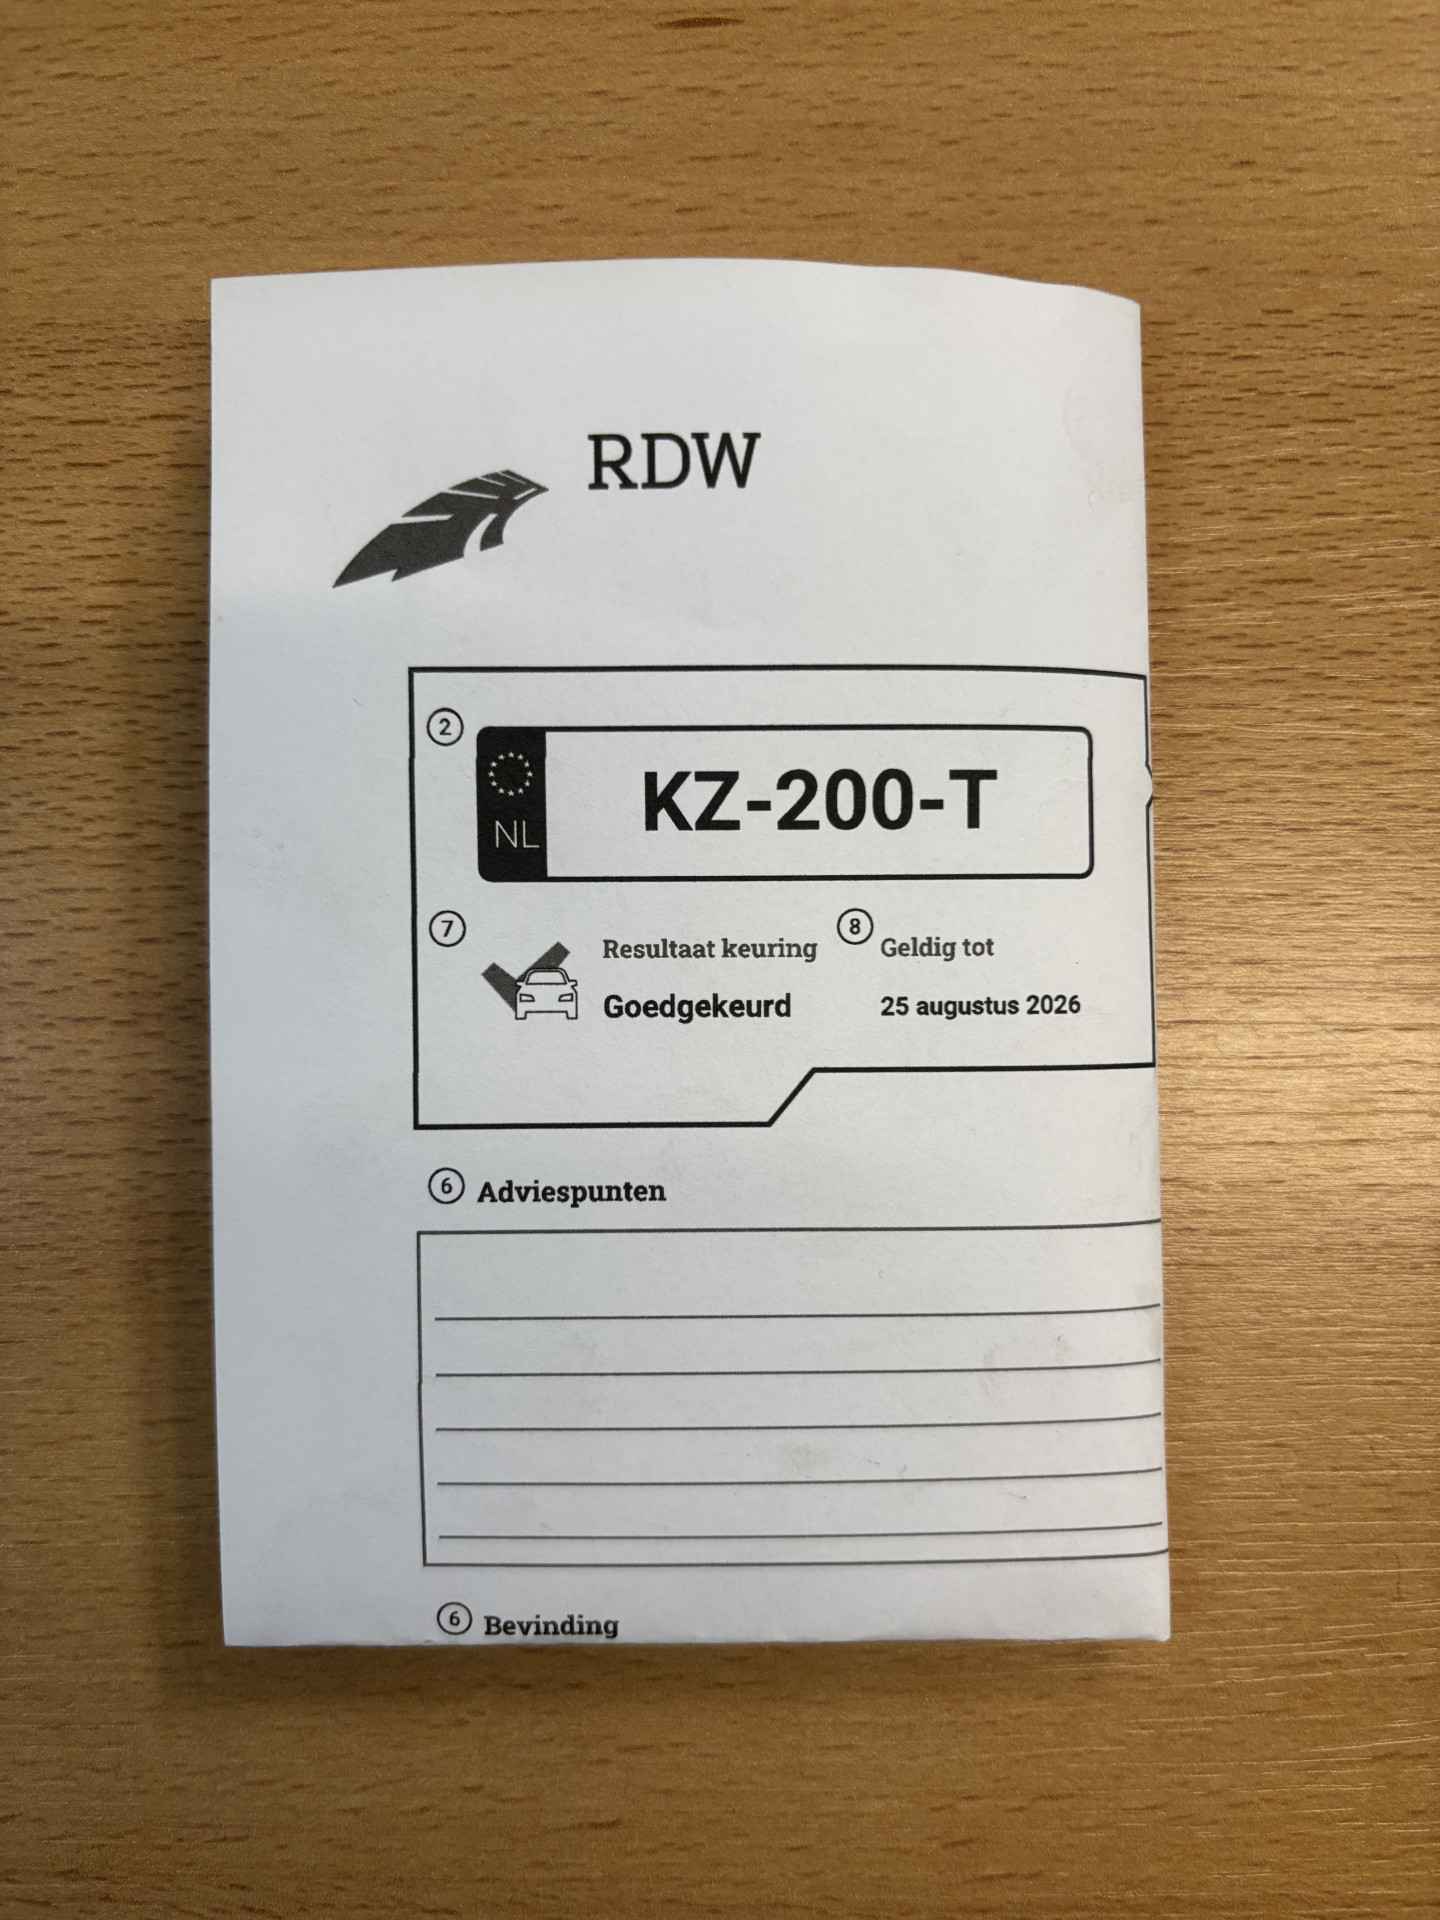 RDW
2
NL
KZ-200-T
7 Resultaat keuring 8 Geldig tot
Goedgekeurd 25 augustus 2026
6 Adviespunten
6 Bevinding